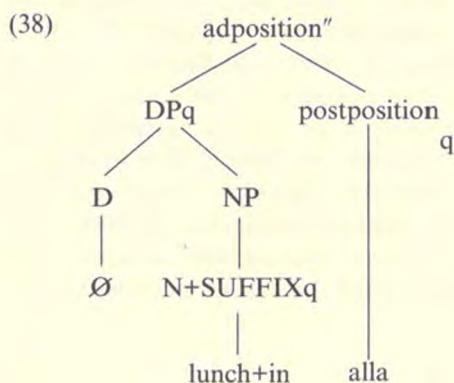 (38) adposition″
DPq postposition
q
D NP
Ø N+SUFFIXq
lunch+in alla